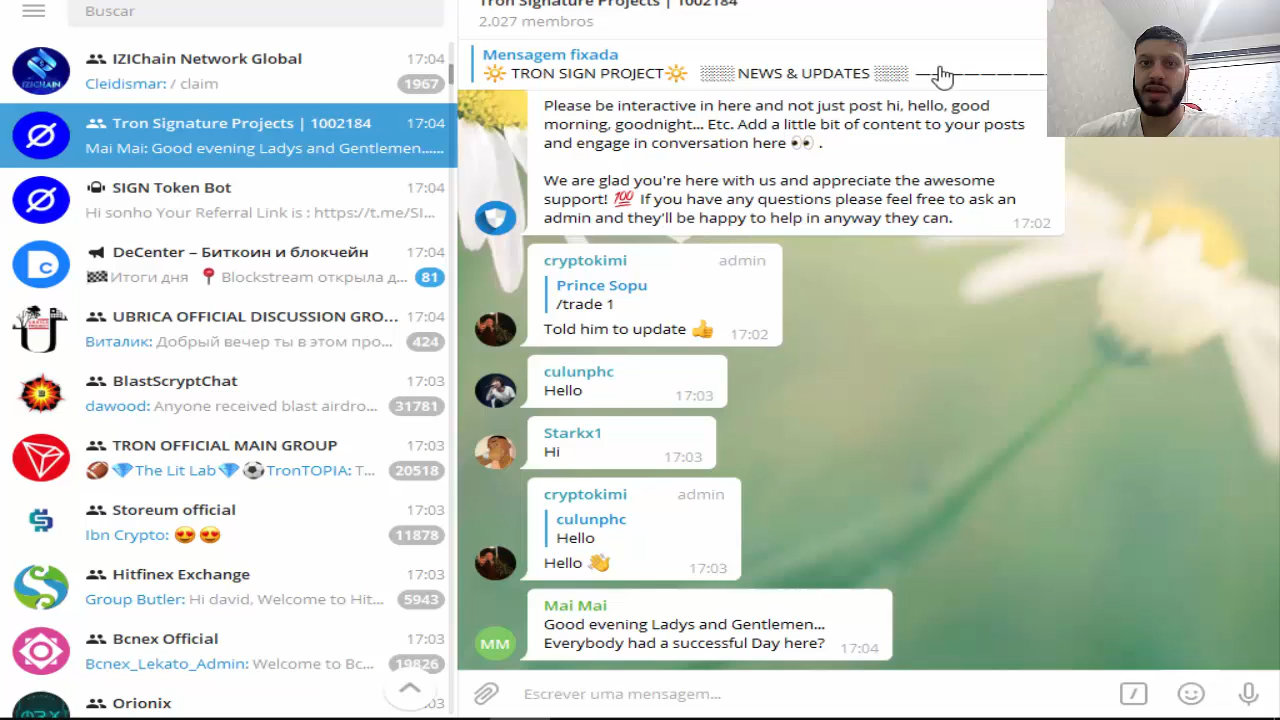 Buscar
IZIChain Network Global 17:04
Cleidismar: / claim 1967
Tron Signature Projects | 1002184 17:04
Mai Mai: Good evening Ladys and Gentlemen......
SIGN Token Bot 17:04
Hi sonho Your Referral Link is : https://t.me/SI...
DeCenter – Биткоин и блокчейн 17:04
Итоги дня 📍 Blockstream открыла д... 81
UBRICA OFFICIAL DISCUSSION GRO... 17:04
Виталик: Добрый вечер ты в этом про... 424
BlastScryptChat 17:03
dawood: Anyone received blast airdro... 31781
TRON OFFICIAL MAIN GROUP 17:03
🏈💎The Lit Lab💎⚽TronTOPIA: T... 20518
Storeum official 17:03
Ibn Crypto: 😍😍 11878
Hitfinex Exchange 17:03
Group Butler: Hi david, Welcome to Hit... 5943
Bcnex Official 17:03
Bcnex_Lekato_Admin: Welcome to Bc... 19826
Orionix
Tron Signature Projects | 1002184
2.027 membros
Mensagem fixada
🔆 TRON SIGN PROJECT🔆 ▒▒▒ NEWS & UPDATES ▒▒▒ ————————
Please be interactive in here and not just post hi, hello, good
morning, goodnight... Etc. Add a little bit of content to your posts
and engage in conversation here 👀 .
We are glad you're here with us and appreciate the awesome
support! 💯 If you have any questions please feel free to ask an
admin and they'll be happy to help in anyway they can. 17:02
cryptokimi admin
Prince Sopu
/trade 1
Told him to update 👍 17:02
culunphc
Hello 17:03
Starkx1
Hi 17:03
cryptokimi admin
culunphc
Hello
Hello 👋 17:03
MM
Mai Mai
Good evening Ladys and Gentlemen...
Everybody had a successful Day here? 17:04
Escrever uma mensagem...